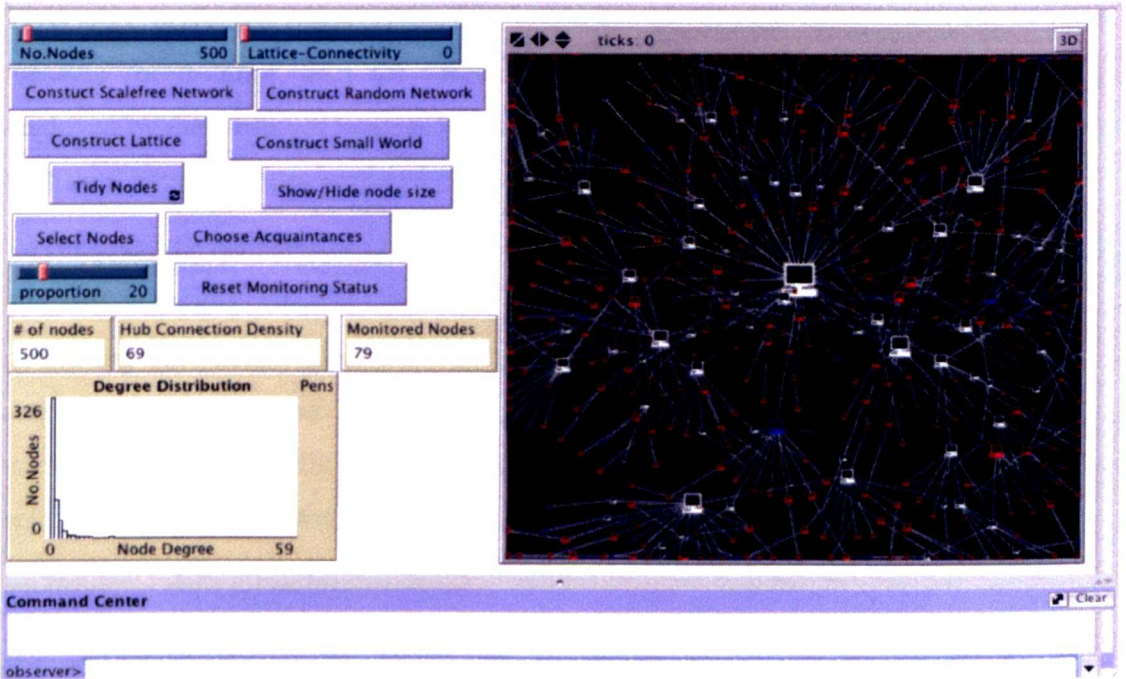 No.Nodes 500 Lattice-Connectivity 0
Constuct Scalefree Network Construct Random Network
Construct Lattice Construct Small World
Tidy Nodes Show/Hide node size
Select Nodes Choose Acquaintances
proportion 20 Reset Monitoring Status
# of nodes Hub Connection Density Monitored Nodes
500 69 79
Degree Distribution Pens
326
No.Nodes
0
0 Node Degree 59
ticks: 0 3D
Command Center Clear
observer>